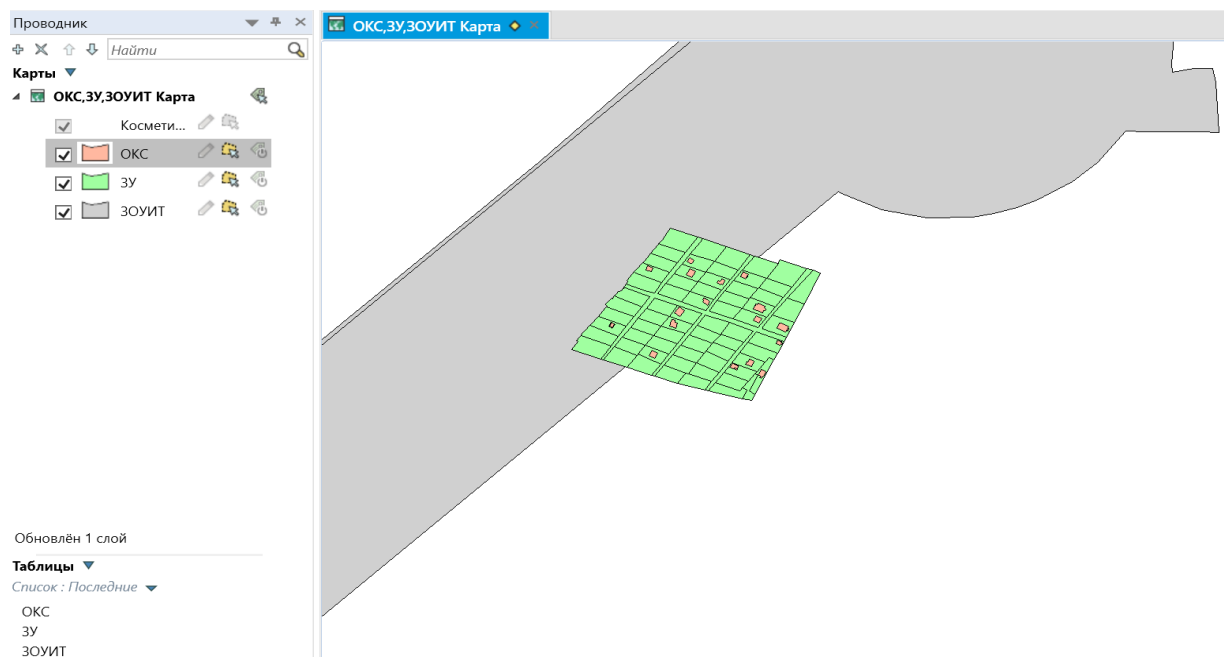 Проводник
Найти
Карты
ОКС,ЗУ,ЗОУИТ Карта
Космети...
ОКС
ЗУ
ЗОУИТ
Обновлён 1 слой
Таблицы
Список : Последние
ОКС
ЗУ
ЗОУИТ
ОКС,ЗУ,ЗОУИТ Карта